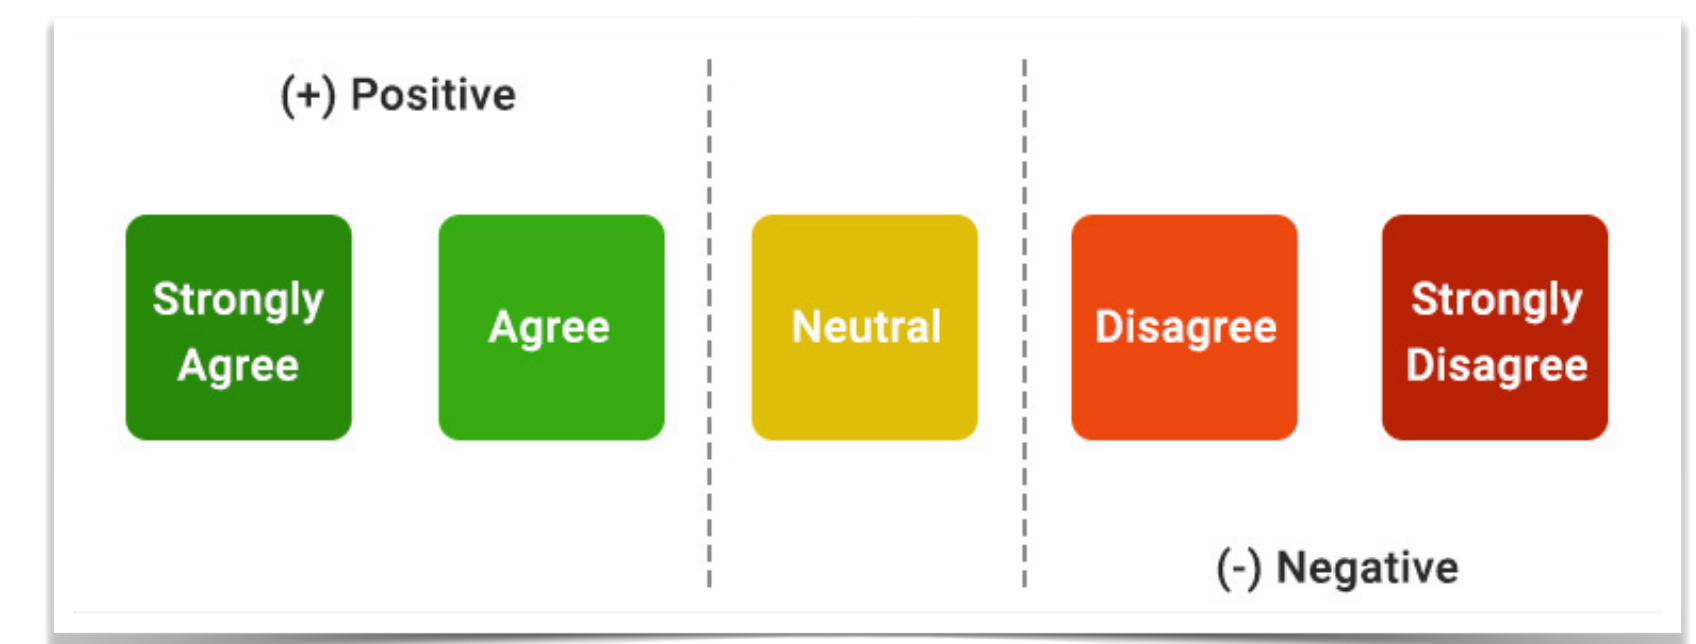 (+) Positive
Strongly
Agree
Agree
Neutral
Disagree
Strongly
Disagree
(-) Negative